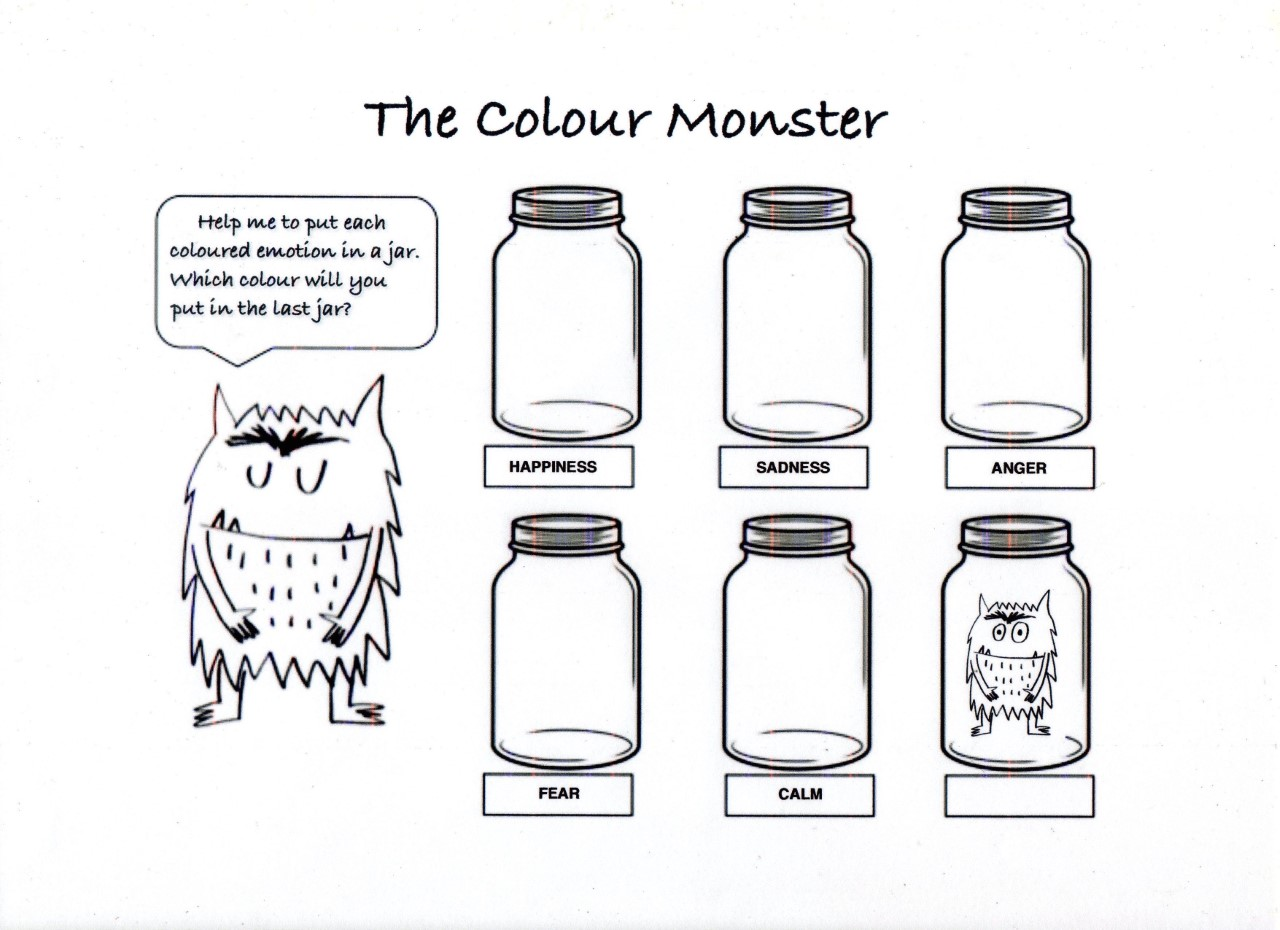 The Colour Monster
Help me to put each
coloured emotion in a jar.
Which colour will you
put in the last jar?
HAPPINESS
SADNESS
ANGER
FEAR
CALM